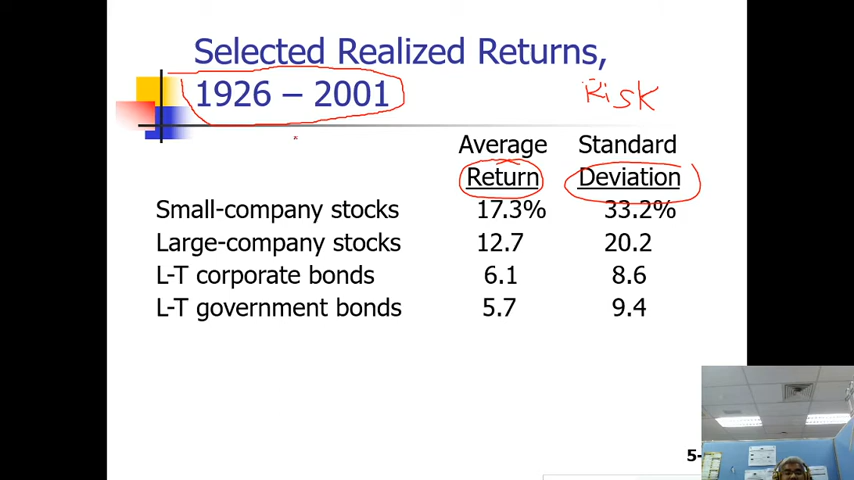 Selected Realized Returns,
1926 – 2001
Risk
Average Standard
Return Deviation
Small-company stocks 17.3% 33.2%
Large-company stocks 12.7 20.2
L-T corporate bonds 6.1 8.6
L-T government bonds 5.7 9.4
5-